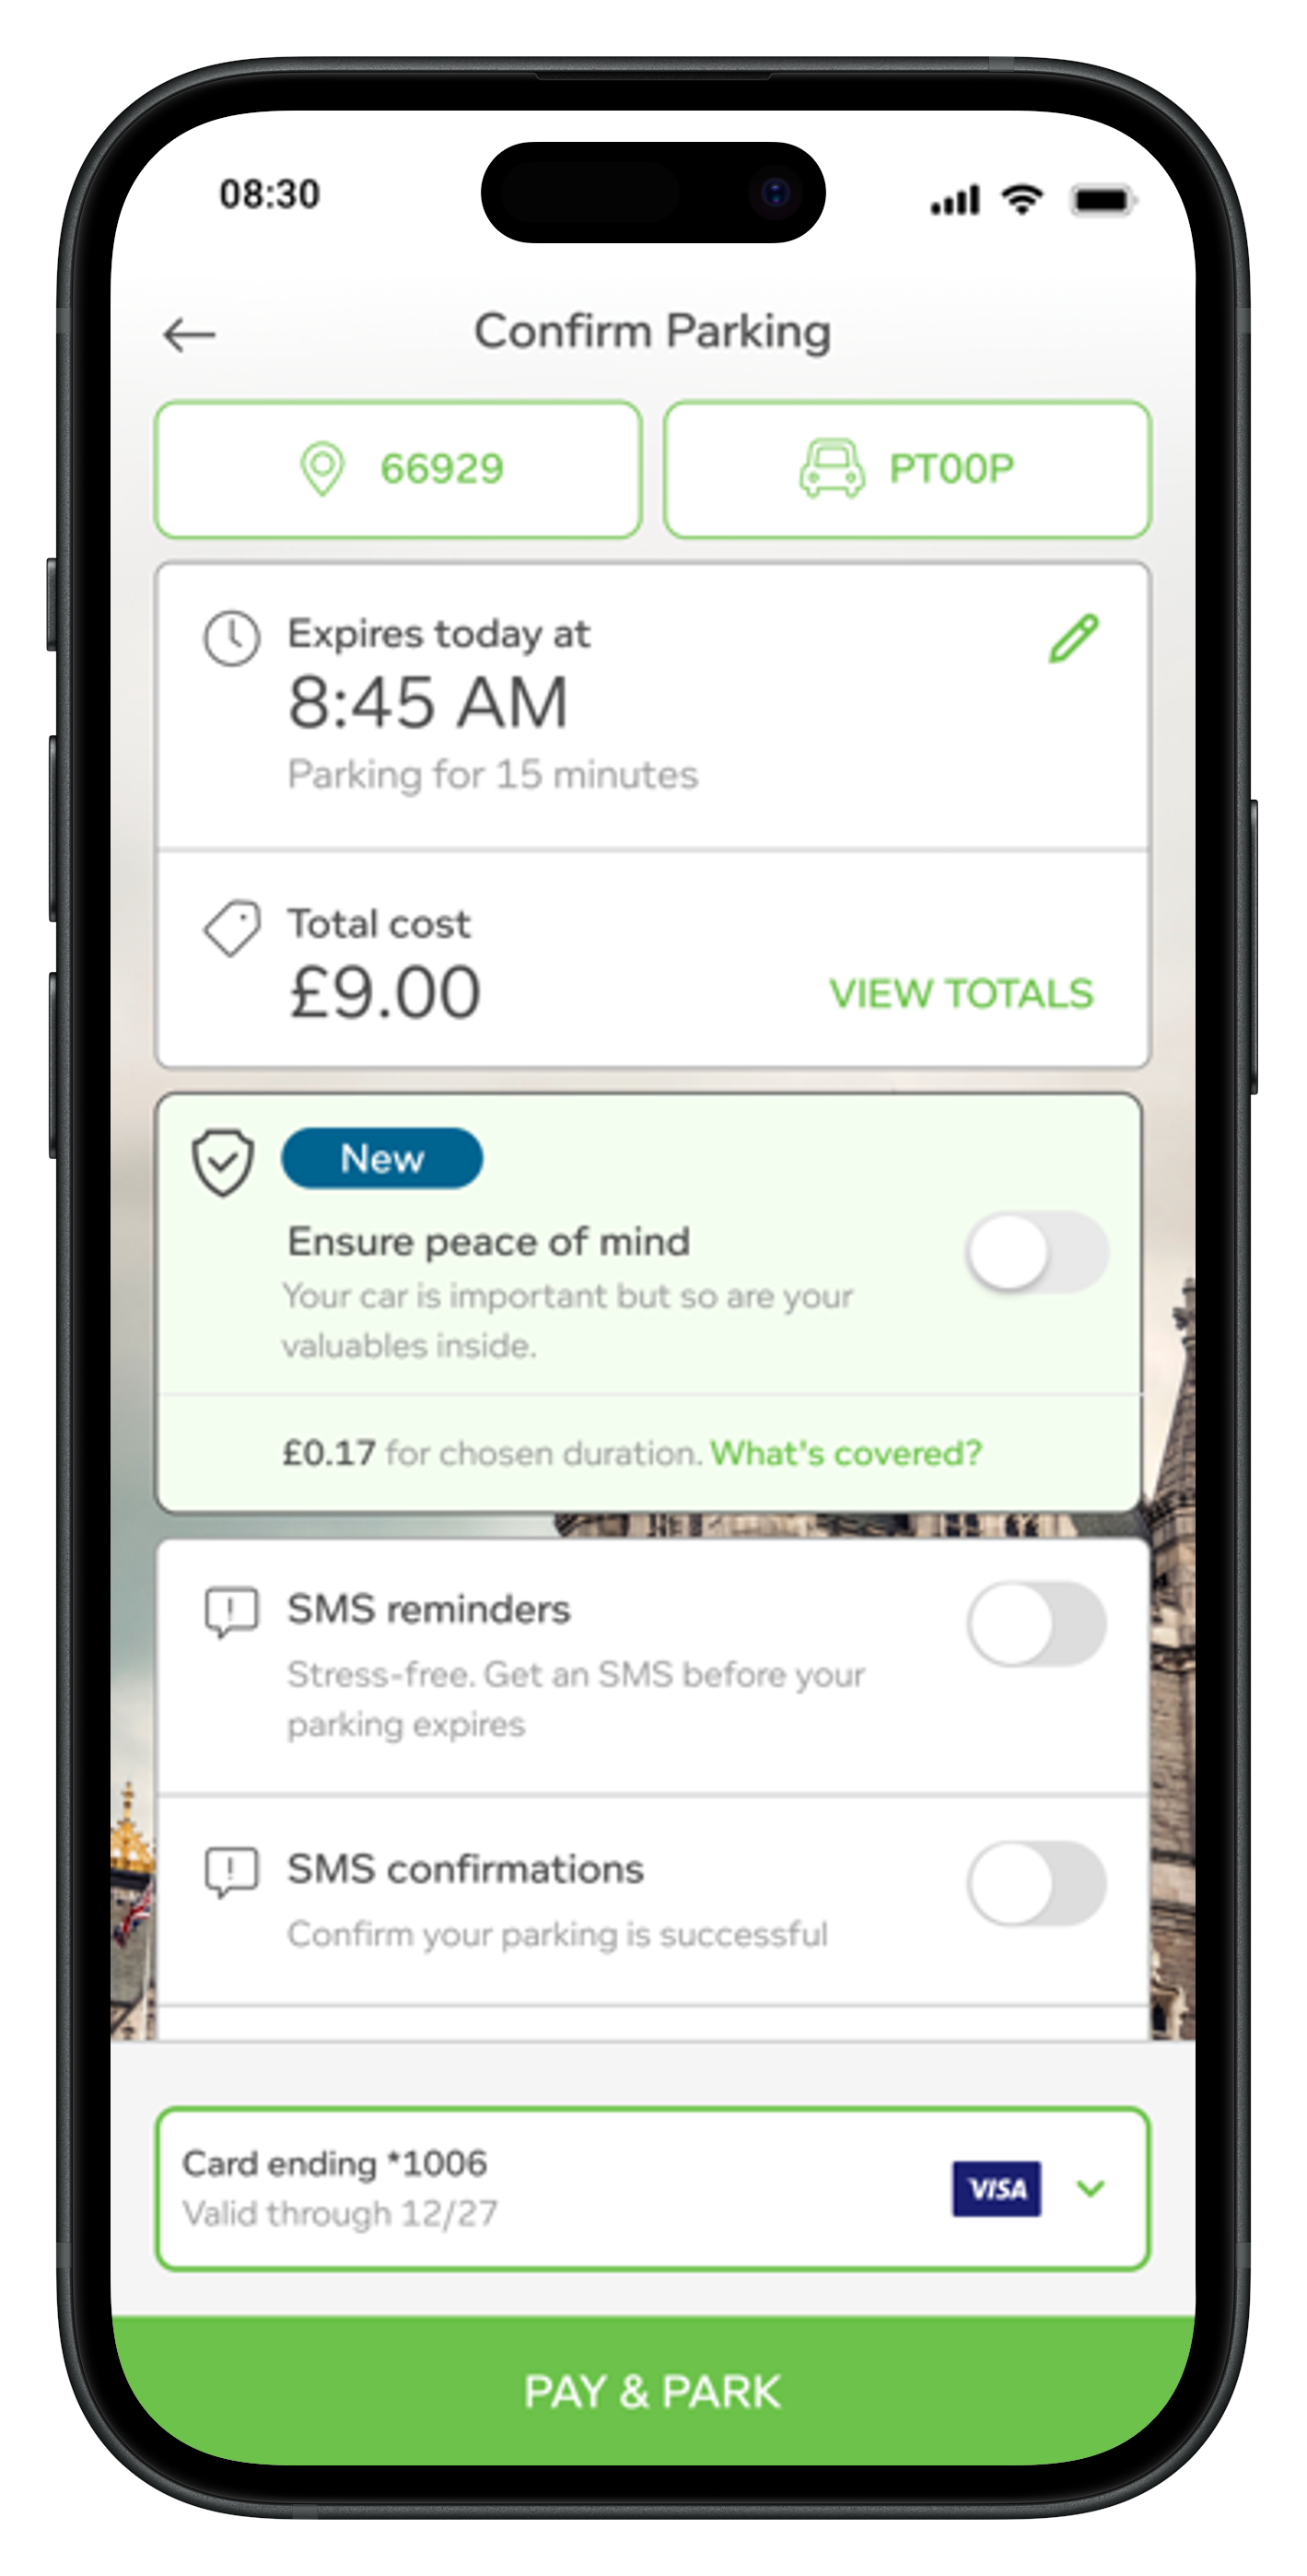 08:30
Confirm Parking
66929
PT00P
Expires today at
8:45 AM
Parking for 15 minutes
Total cost
£9.00
VIEW TOTALS
New
Ensure peace of mind
Your car is important but so are your
valuables inside.
£0.17 for chosen duration. What's covered?
SMS reminders
Stress-free. Get an SMS before your
parking expires
SMS confirmations
Confirm your parking is successful
Card ending *1006
Valid through 12/27
VISA
PAY & PARK